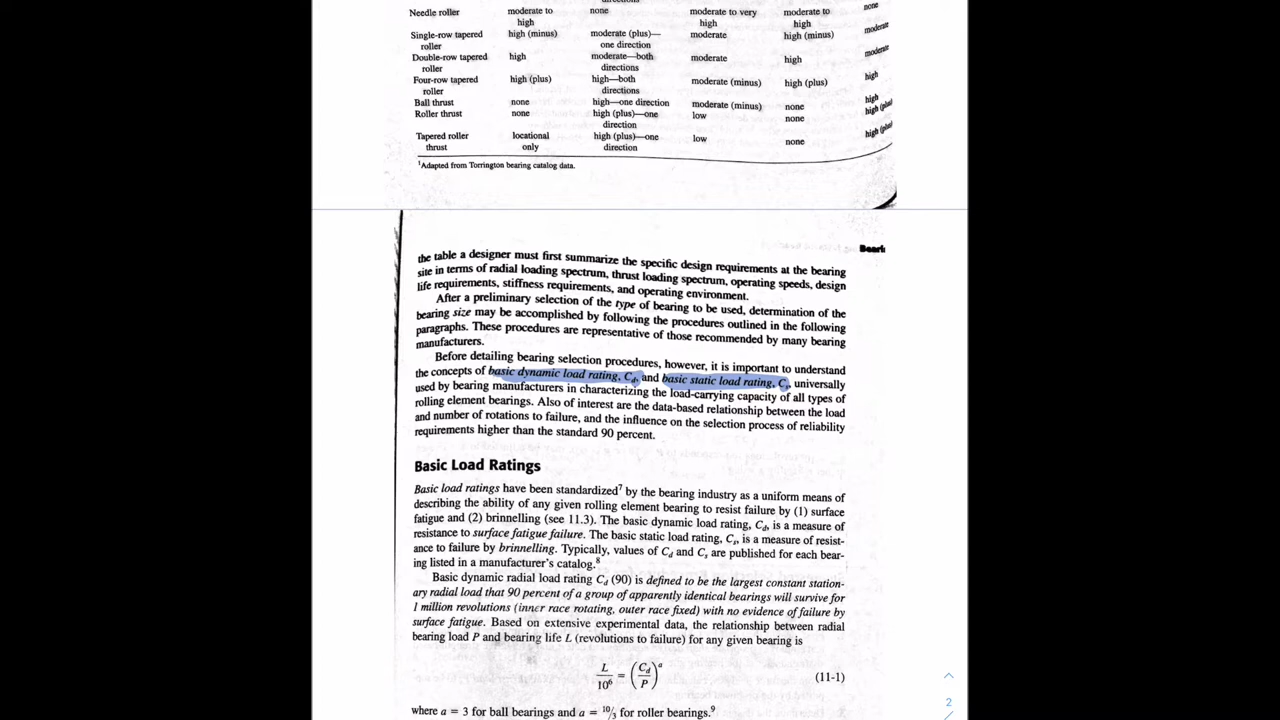 Needle roller moderate to none moderate to very moderate to none
high high high
Single-row tapered high (minus) moderate (plus)— moderate high (minus) moderate
roller one direction
Double-row tapered high moderate—both moderate high moderate
roller directions
Four-row tapered high (plus) high—both moderate (minus) high (plus) high
roller directions
Ball thrust none high—one direction moderate (minus) none high
Roller thrust none high (plus)—one low none high (plus)
direction
Tapered roller locational high (plus)—one low none high (plus)
thrust only direction
¹Adapted from Torrington bearing catalog data.
the table a designer must first summarize the specific design requirements at the bearing
site in terms of radial loading spectrum, thrust loading spectrum, operating speeds, design
life requirements, stiffness requirements, and operating environment.
After a preliminary selection of the type of bearing to be used, determination of the
bearing size may be accomplished by following the procedures outlined in the following
paragraphs. These procedures are representative of those recommended by many bearing
manufacturers.
Before detailing bearing selection procedures, however, it is important to understand
the concepts of basic dynamic load rating, C_d, and basic static load rating, C_s, universally
used by bearing manufacturers in characterizing the load-carrying capacity of all types of
rolling element bearings. Also of interest are the data-based relationship between the load
and number of rotations to failure, and the influence on the selection process of reliability
requirements higher than the standard 90 percent.
Basic Load Ratings
Basic load ratings have been standardized⁷ by the bearing industry as a uniform means of
describing the ability of any given rolling element bearing to resist failure by (1) surface
fatigue and (2) brinnelling (see 11.3). The basic dynamic load rating, C_d, is a measure of
resistance to surface fatigue failure. The basic static load rating, C_s, is a measure of resist-
ance to failure by brinnelling. Typically, values of C_d and C_s are published for each bear-
ing listed in a manufacturer's catalog.⁸
Basic dynamic radial load rating C_d (90) is defined to be the largest constant station-
ary radial load that 90 percent of a group of apparently identical bearings will survive for
1 million revolutions (inner race rotating, outer race fixed) with no evidence of failure by
surface fatigue. Based on extensive experimental data, the relationship between radial
bearing load P and bearing life L (revolutions to failure) for any given bearing is
L/10⁶ = (C_d/P)^a (11-1)
2
where a = 3 for ball bearings and a = 10/3 for roller bearings.⁹